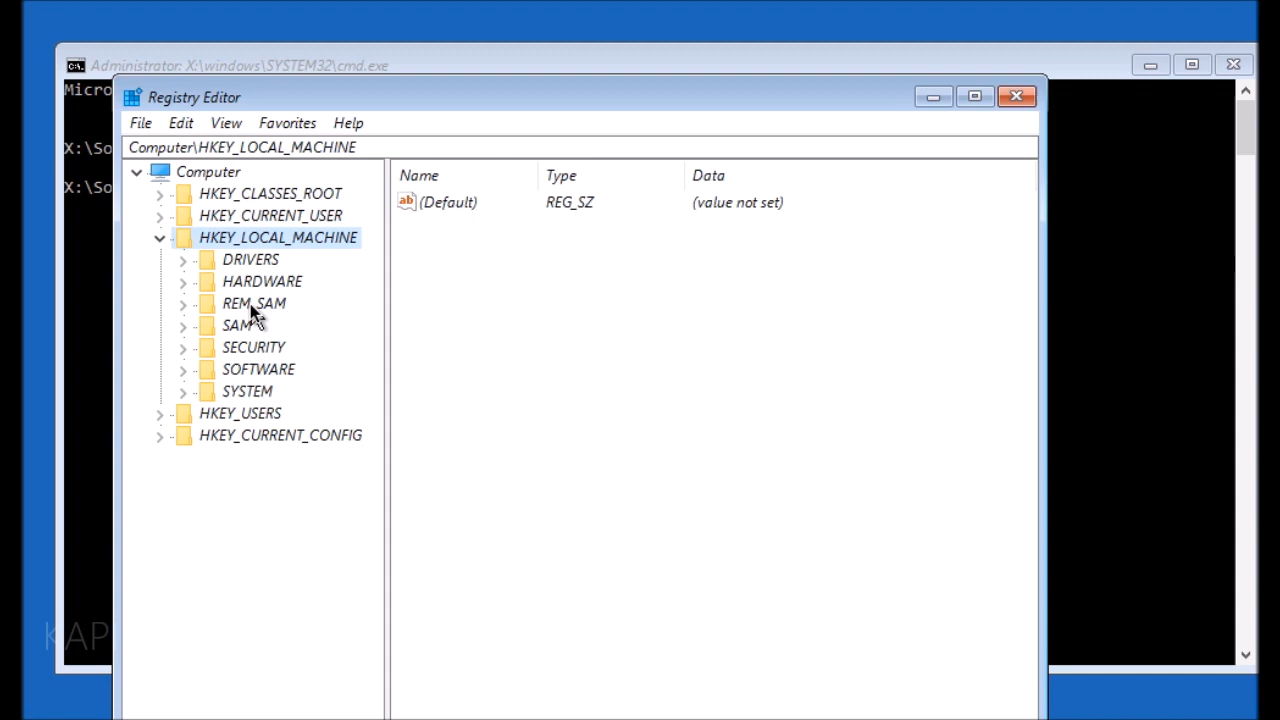 Administrator: X:\windows\SYSTEM32\cmd.exe
Micro
Registry Editor
File Edit View Favorites Help
X:\So
Computer\HKEY_LOCAL_MACHINE
X:\So
Computer
HKEY_CLASSES_ROOT
HKEY_CURRENT_USER
HKEY_LOCAL_MACHINE
DRIVERS
HARDWARE
REM_SAM
SAM
SECURITY
SOFTWARE
SYSTEM
HKEY_USERS
HKEY_CURRENT_CONFIG
Name Type Data
ab (Default) REG_SZ (value not set)
KAP